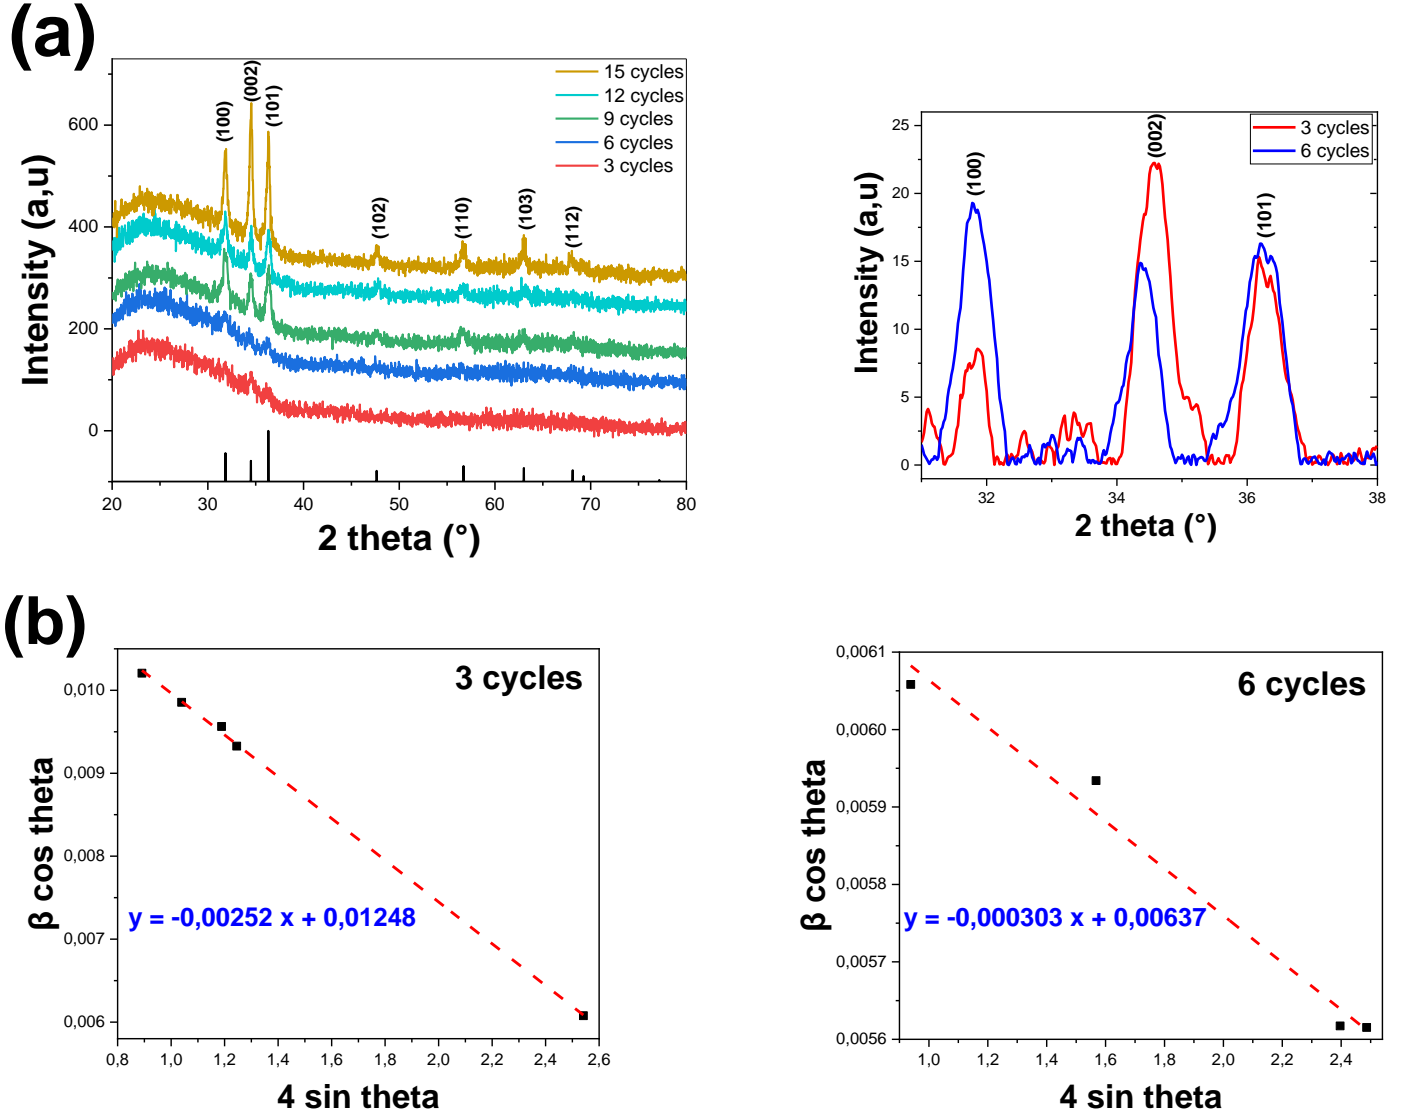 (a)
(100)
(002)
(101)
(102)
(110)
(103)
(112)
15 cycles
12 cycles
9 cycles
6 cycles
3 cycles
600
400
200
0
Intensity (a,u)
20 30 40 50 60 70 80
2 theta (°)
(100)
(002)
(101)
3 cycles
6 cycles
25
20
15
10
5
0
Intensity (a,u)
32 34 36 38
2 theta (°)
(b)
3 cycles
0,010
0,009
0,008
0,007
0,006
β cos theta
y = -0,00252 x + 0,01248
0,8 1,0 1,2 1,4 1,6 1,8 2,0 2,2 2,4 2,6
4 sin theta
6 cycles
0,0061
0,0060
0,0059
0,0058
0,0057
0,0056
β cos theta
y = -0,000303 x + 0,00637
1,0 1,2 1,4 1,6 1,8 2,0 2,2 2,4
4 sin theta